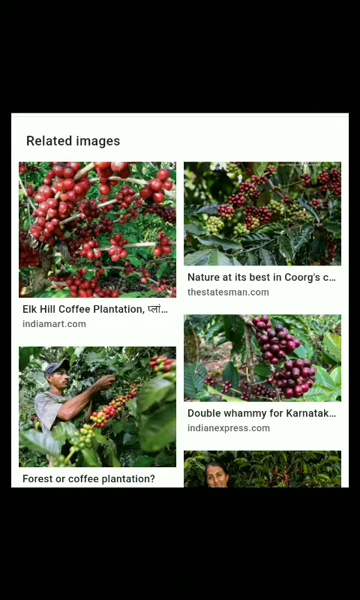 Related images
Elk Hill Coffee Plantation, प्लां...
indiamart.com
Nature at its best in Coorg's c...
thestatesman.com
Double whammy for Karnatak...
indianexpress.com
Forest or coffee plantation?